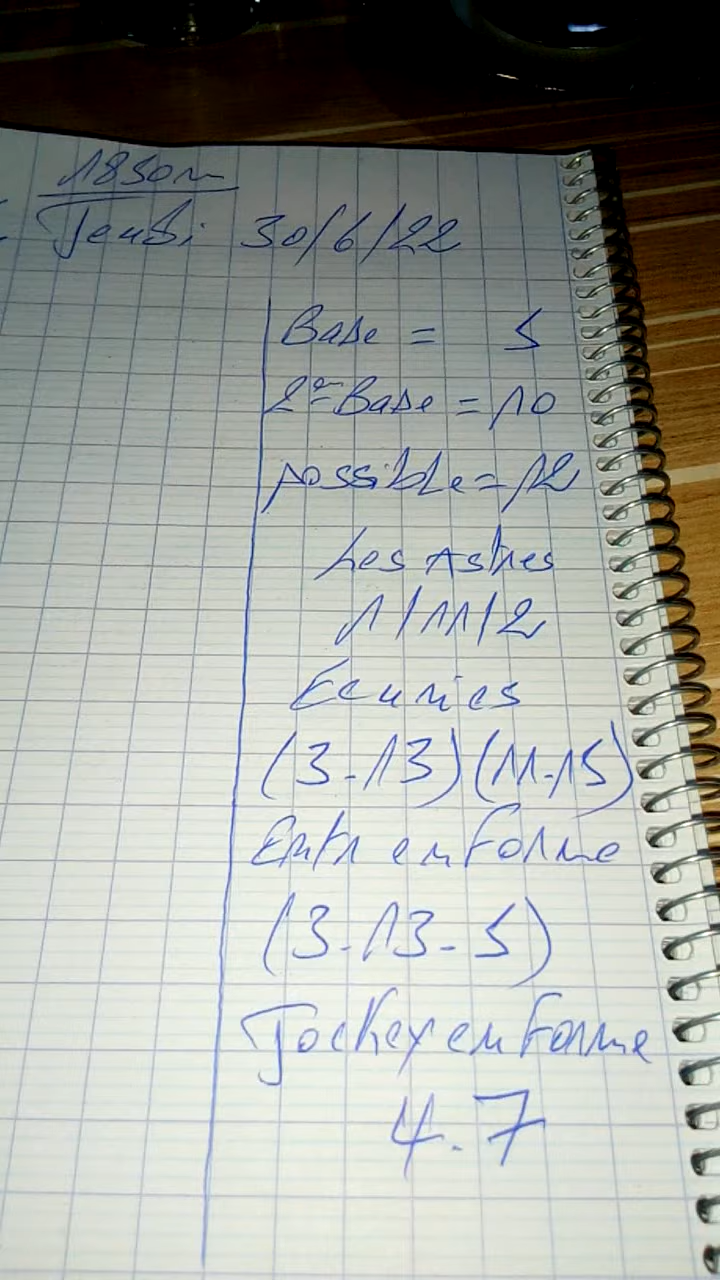 1850m
Jeudi 30/6/22
Base = 5
2e Base = 10
possible = 12
Les Astres
1/11/2
Ecuries
(3-13)(11-15)
Entr en forme
(3-13-5)
Jockey en forme
4.7